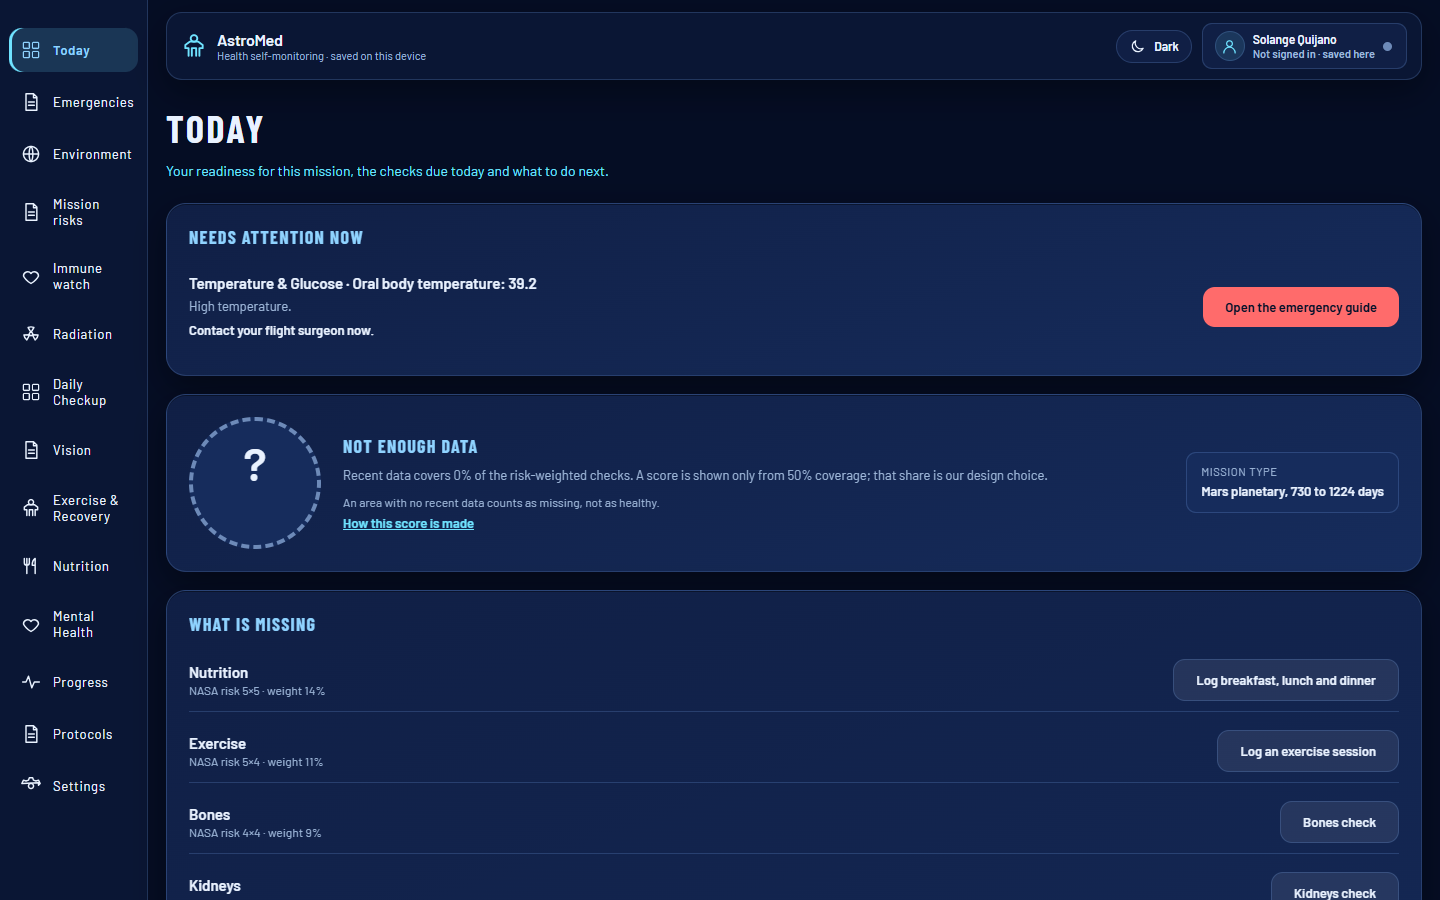 Today
Emergencies
Environment
Mission
risks
Immune
watch
Radiation
Daily
Checkup
Vision
Exercise &
Recovery
Nutrition
Mental
Health
Progress
Protocols
Settings
AstroMed
Health self-monitoring · saved on this device
Dark
Solange Quijano
Not signed in · saved here
TODAY
Your readiness for this mission, the checks due today and what to do next.
NEEDS ATTENTION NOW
Temperature & Glucose · Oral body temperature: 39.2
High temperature.
Contact your flight surgeon now.
Open the emergency guide
?
NOT ENOUGH DATA
Recent data covers 0% of the risk-weighted checks. A score is shown only from 50% coverage; that share is our design choice.
An area with no recent data counts as missing, not as healthy.
How this score is made
MISSION TYPE
Mars planetary, 730 to 1224 days
WHAT IS MISSING
Nutrition
NASA risk 5×5 · weight 14%
Log breakfast, lunch and dinner
Exercise
NASA risk 5×4 · weight 11%
Log an exercise session
Bones
NASA risk 4×4 · weight 9%
Bones check
Kidneys
Kidneys check